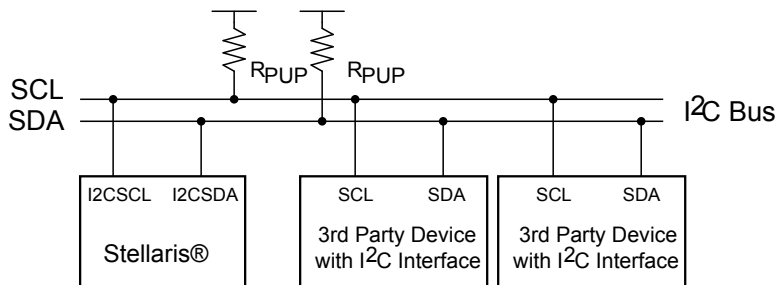 RPUP RPUP
SCL
SDA
I2C Bus
I2CSCL I2CSDA
Stellaris®
SCL SDA
3rd Party Device
with I2C Interface
SCL SDA
3rd Party Device
with I2C Interface